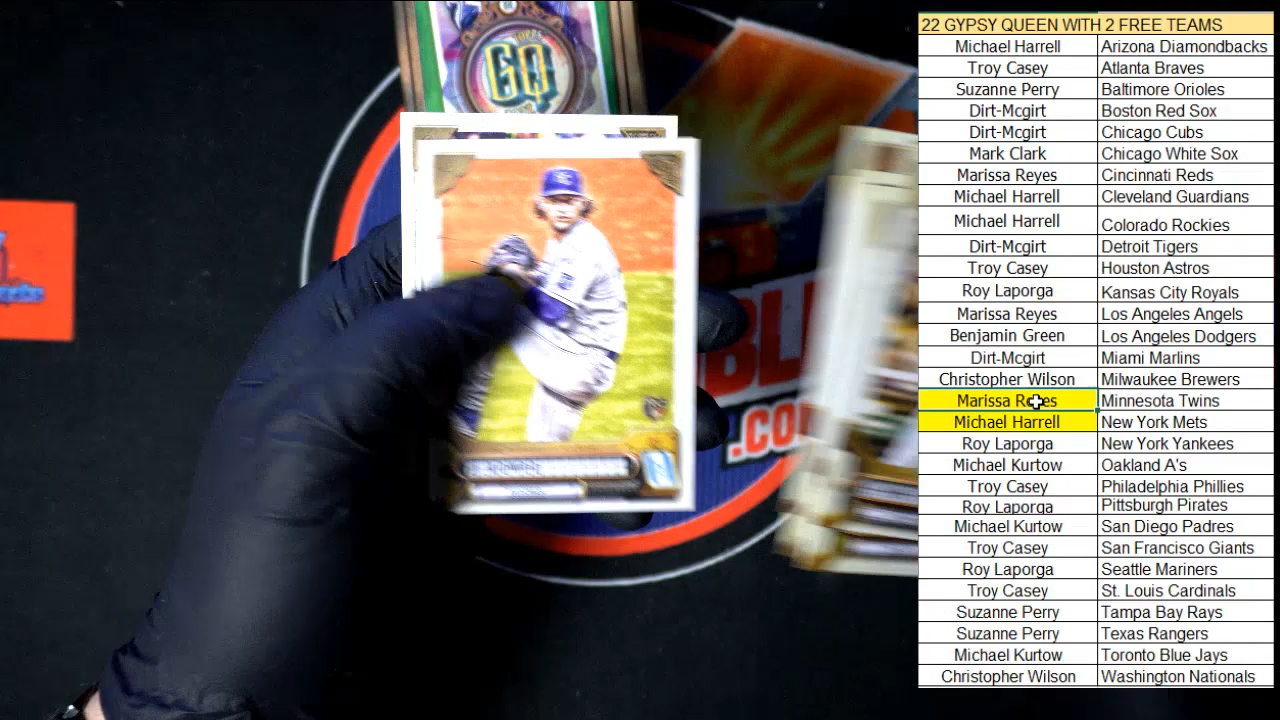 22 GYPSY QUEEN WITH 2 FREE TEAMS
Michael Harrell Arizona Diamondbacks
Troy Casey Atlanta Braves
Suzanne Perry Baltimore Orioles
Dirt-Mcgirt Boston Red Sox
Dirt-Mcgirt Chicago Cubs
Mark Clark Chicago White Sox
Marissa Reyes Cincinnati Reds
Michael Harrell Cleveland Guardians
Michael Harrell Colorado Rockies
Dirt-Mcgirt Detroit Tigers
Troy Casey Houston Astros
Roy Laporga Kansas City Royals
Marissa Reyes Los Angeles Angels
Benjamin Green Los Angeles Dodgers
Dirt-Mcgirt Miami Marlins
Christopher Wilson Milwaukee Brewers
Marissa Reyes Minnesota Twins
Michael Harrell New York Mets
Roy Laporga New York Yankees
Michael Kurtow Oakland A's
Troy Casey Philadelphia Phillies
Roy Laporga Pittsburgh Pirates
Michael Kurtow San Diego Padres
Troy Casey San Francisco Giants
Roy Laporga Seattle Mariners
Troy Casey St. Louis Cardinals
Suzanne Perry Tampa Bay Rays
Suzanne Perry Texas Rangers
Michael Kurtow Toronto Blue Jays
Christopher Wilson Washington Nationals
GQ
.CO